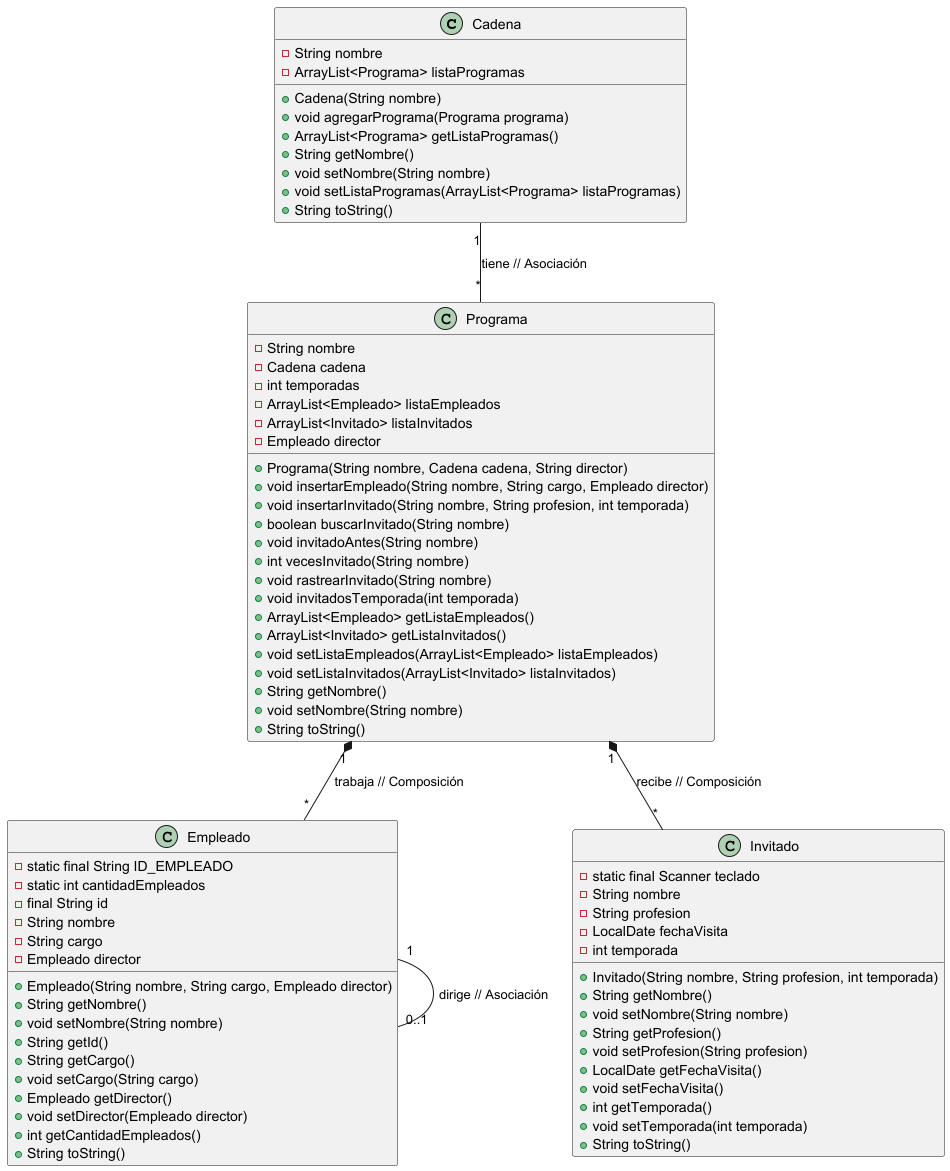 Cadena
String nombre
ArrayList<Programa> listaProgramas
Cadena(String nombre)
void agregarPrograma(Programa programa)
ArrayList<Programa> getListaProgramas()
String getNombre()
void setNombre(String nombre)
void setListaProgramas(ArrayList<Programa> listaProgramas)
String toString()
1
tiene // Asociación
*
Programa
String nombre
Cadena cadena
int temporadas
ArrayList<Empleado> listaEmpleados
ArrayList<Invitado> listaInvitados
Empleado director
Programa(String nombre, Cadena cadena, String director)
void insertarEmpleado(String nombre, String cargo, Empleado director)
void insertarInvitado(String nombre, String profesion, int temporada)
boolean buscarInvitado(String nombre)
void invitadoAntes(String nombre)
int vecesInvitado(String nombre)
void rastrearInvitado(String nombre)
void invitadosTemporada(int temporada)
ArrayList<Empleado> getListaEmpleados()
ArrayList<Invitado> getListaInvitados()
void setListaEmpleados(ArrayList<Empleado> listaEmpleados)
void setListaInvitados(ArrayList<Invitado> listaInvitados)
String getNombre()
void setNombre(String nombre)
String toString()
1
trabaja // Composición
*
1
recibe // Composición
*
Empleado
static final String ID_EMPLEADO
static int cantidadEmpleados
final String id
String nombre
String cargo
Empleado director
Empleado(String nombre, String cargo, Empleado director)
String getNombre()
void setNombre(String nombre)
String getId()
String getCargo()
void setCargo(String cargo)
Empleado getDirector()
void setDirector(Empleado director)
int getCantidadEmpleados()
String toString()
1
dirige // Asociación
0..1
Invitado
static final Scanner teclado
String nombre
String profesion
LocalDate fechaVisita
int temporada
Invitado(String nombre, String profesion, int temporada)
String getNombre()
void setNombre(String nombre)
String getProfesion()
void setProfesion(String profesion)
LocalDate getFechaVisita()
void setFechaVisita()
int getTemporada()
void setTemporada(int temporada)
String toString()